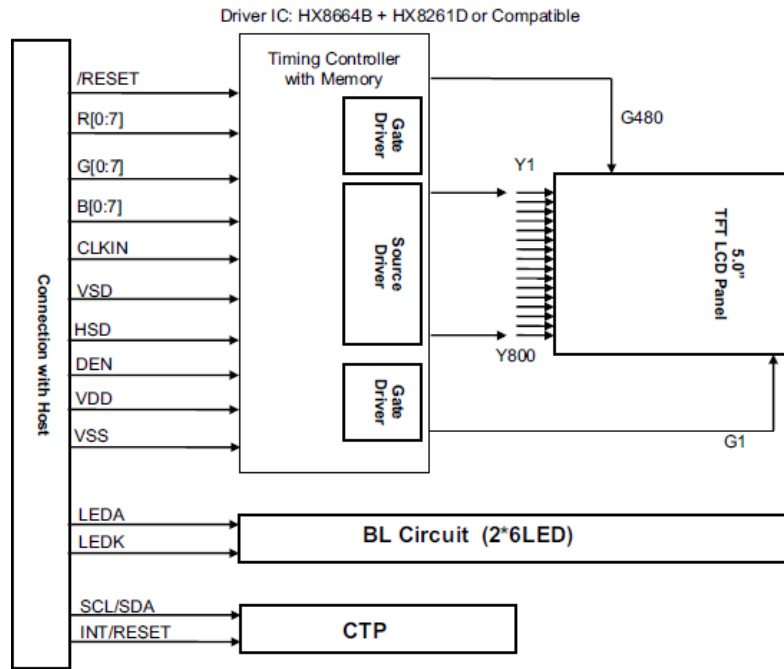 Driver IC: HX8664B + HX8261D or Compatible
Timing Controller
with Memory
/RESET
R[0:7]
G[0:7]
B[0:7]
CLKIN
VSD
HSD
DEN
VDD
VSS
Connection with Host
Gate
Driver
Source
Driver
Gate
Driver
G480
Y1
Y800
G1
5.0"
TFT LCD Panel
LEDA
LEDK
BL Circuit (2*6LED)
SCL/SDA
INT/RESET
CTP